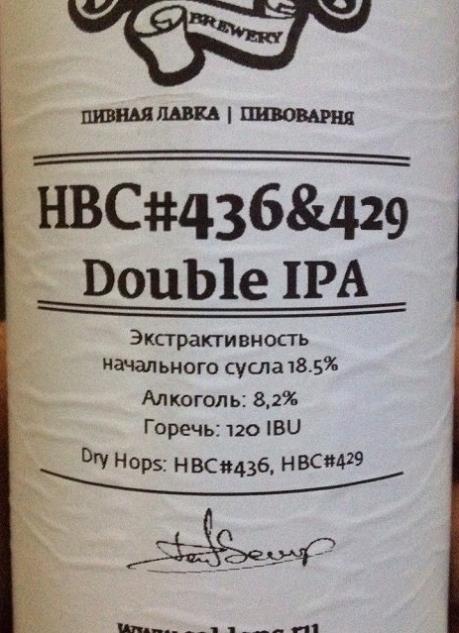 BREWERY
ПИВНАЯ ЛАВКА | ПИВОВАРНЯ
HBC#436&429
Double IPA
Экстрактивность
начального сусла 18.5%
Алкоголь: 8,2%
Горечь: 120 IBU
Dry Hops: HBC#436, HBC#429